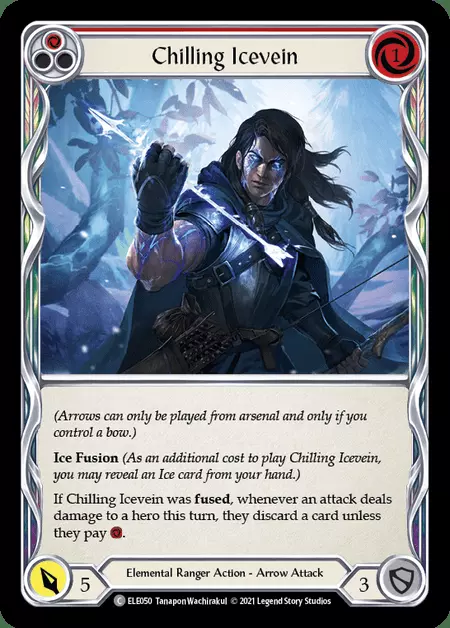 Chilling Icevein
1
(Arrows can only be played from arsenal and only if you
control a bow.)
Ice Fusion (As an additional cost to play Chilling Icevein,
you may reveal an Ice card from your hand.)
If Chilling Icevein was fused, whenever an attack deals
damage to a hero this turn, they discard a card unless
they pay .
5
Elemental Ranger Action - Arrow Attack
3
C ELE050 Tanapon Wachirakul © 2021 Legend Story Studios